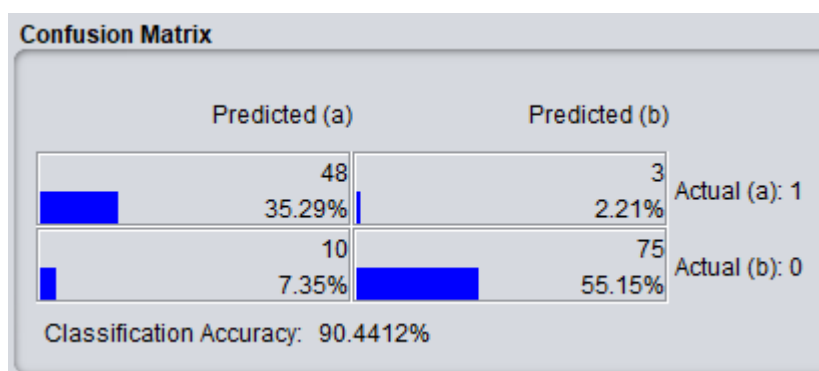 Confusion Matrix
Predicted (a) Predicted (b)
48 3
35.29% 2.21%
Actual (a): 1
10 75
7.35% 55.15%
Actual (b): 0
Classification Accuracy: 90.4412%